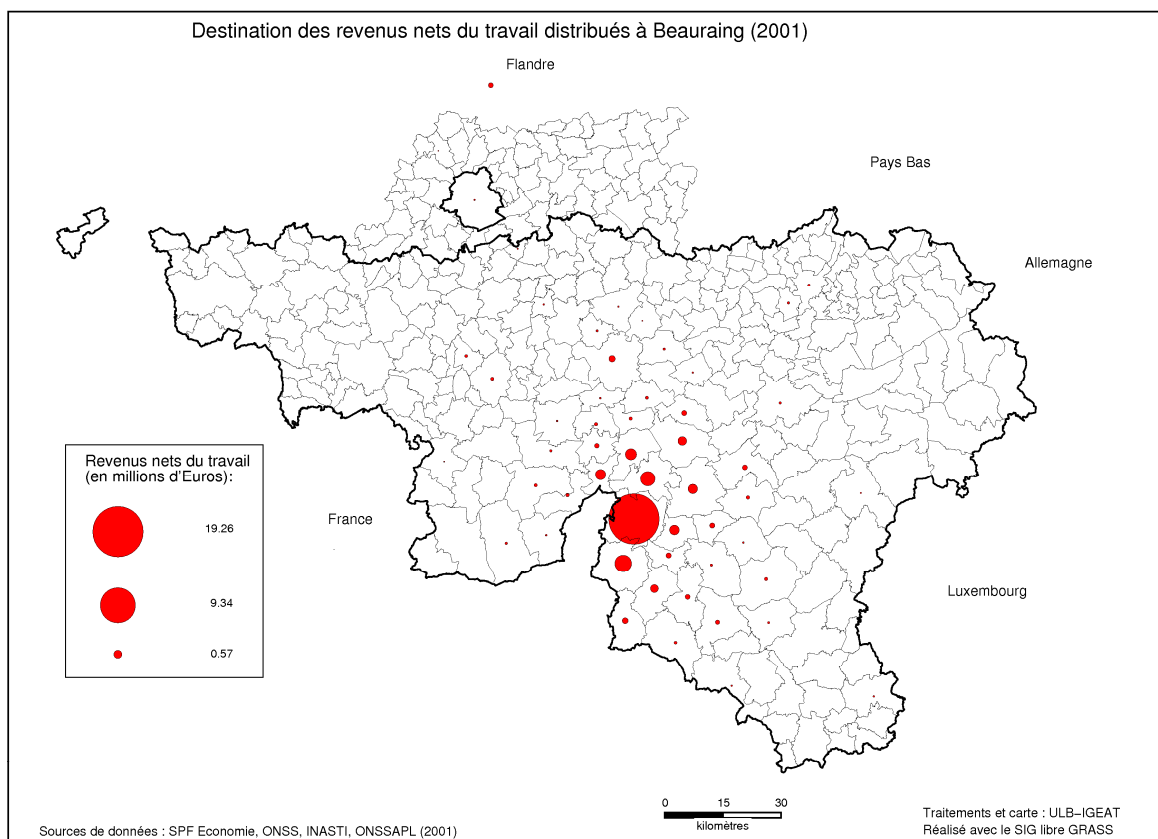 Destination des revenus nets du travail distribués à Beauraing (2001)
Flandre
Pays Bas
Allemagne
Revenus nets du travail
(en millions d'Euros):
19.26
9.34
0.57
France
Luxembourg
0 15 30
kilomètres
Sources de données : SPF Economie, ONSS, INASTI, ONSSAPL (2001)
Traitements et carte : ULB-IGEAT
Réalisé avec le SIG libre GRASS